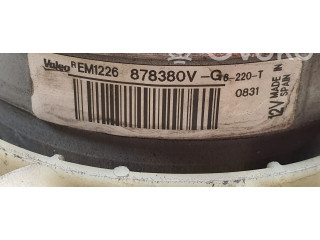 Valeo R EM1226 878380V -G6-220-T
0831
12V MADE IN
SPAIN